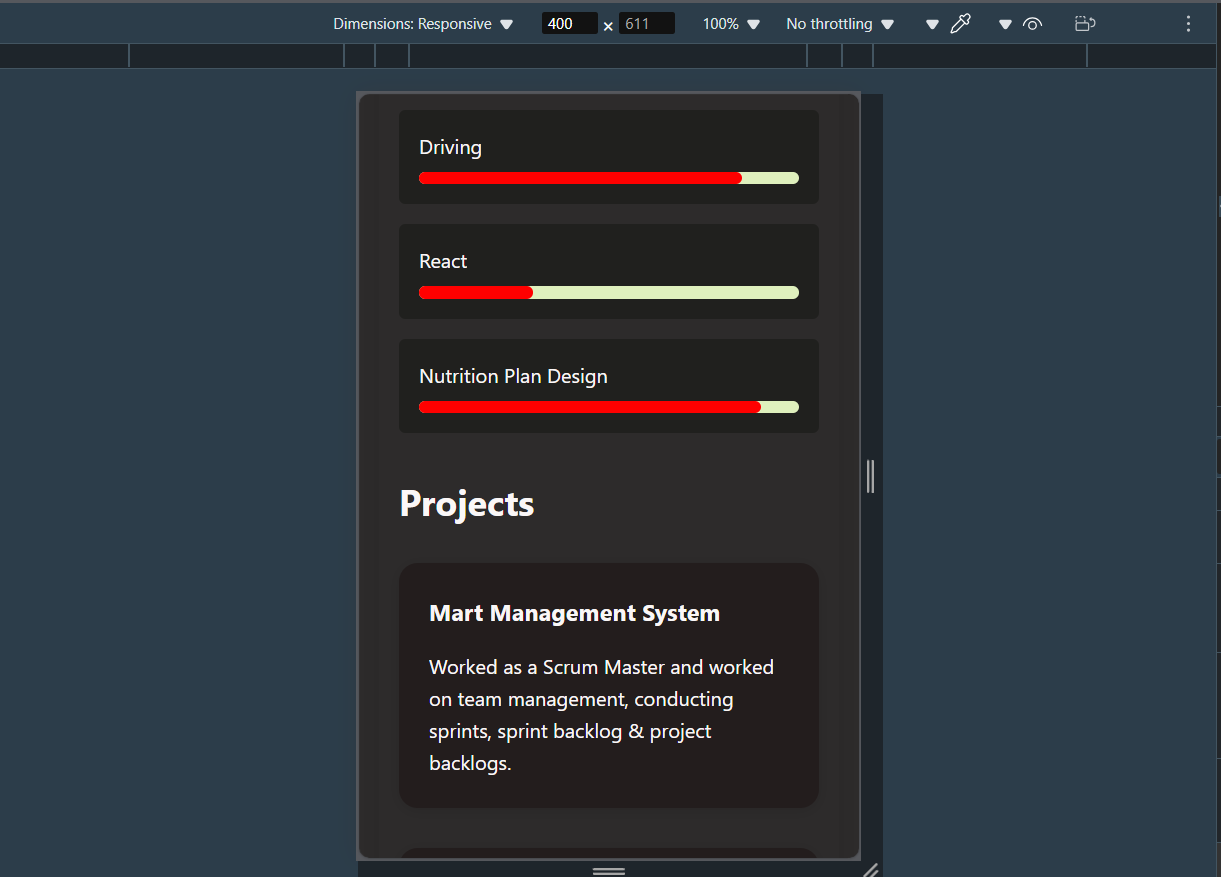 Dimensions: Responsive 400 × 611 100% No throttling
Driving
React
Nutrition Plan Design
Projects
Mart Management System
Worked as a Scrum Master and worked
on team management, conducting
sprints, sprint backlog & project
backlogs.